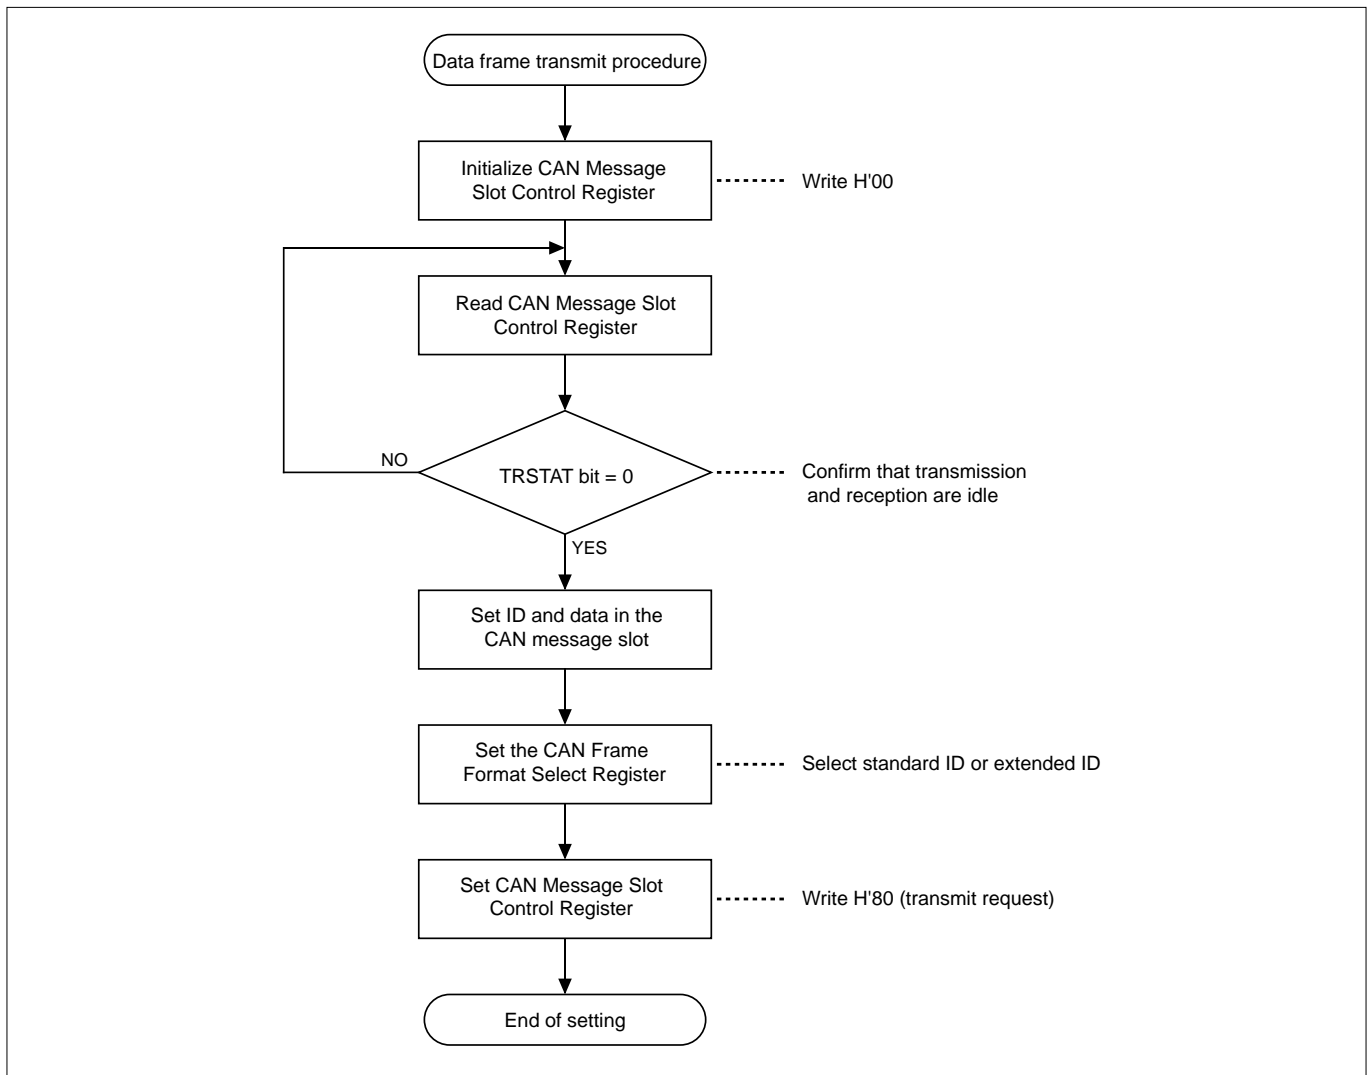 Data frame transmit procedure
Initialize CAN Message
Slot Control Register
Write H'00
Read CAN Message Slot
Control Register
NO
TRSTAT bit = 0
Confirm that transmission
and reception are idle
YES
Set ID and data in the
CAN message slot
Set the CAN Frame
Format Select Register
Select standard ID or extended ID
Set CAN Message Slot
Control Register
Write H'80 (transmit request)
End of setting